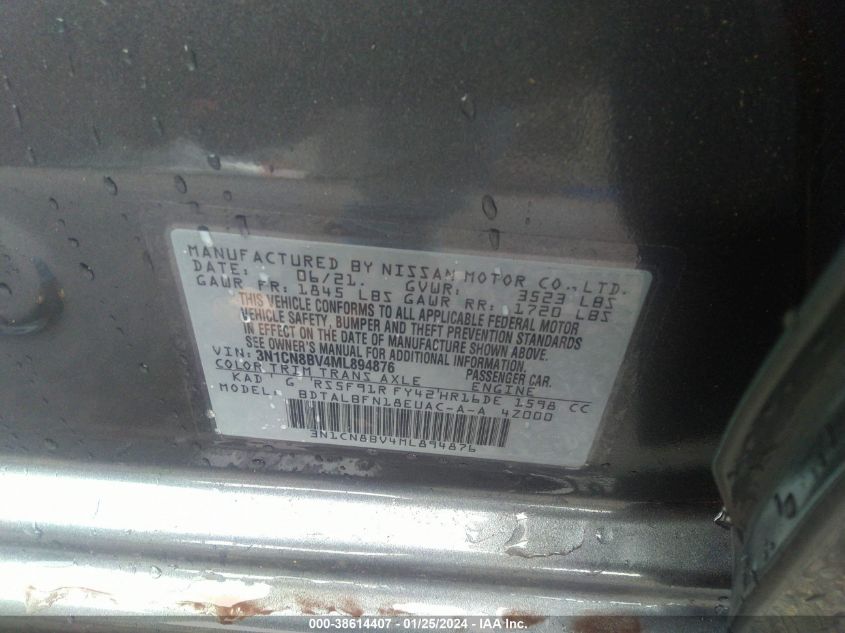 MANUFACTURED BY NISSAN MOTOR CO., LTD.
DATE: 06/21. GVWR: 3523 LBS
GAWR FR: 1845 LBS GAWR RR: 1720 LBS
THIS VEHICLE CONFORMS TO ALL APPLICABLE FEDERAL MOTOR
VEHICLE SAFETY, BUMPER AND THEFT PREVENTION STANDARDS
IN EFFECT ON THE DATE OF MANUFACTURE SHOWN ABOVE.
SEE OWNER'S MANUAL FOR ADDITIONAL INFORMATION.
VIN: 3N1CN8BV4ML894876 PASSENGER CAR.
COLOR TRIM TRANS AXLE ENGINE
KAD G RS5F91R FY42 HR16DE 1598 CC
MODEL: BDTALBFN18EUAC-A-A 4Z000
3N1CN8BV4ML894876
000-38614407 - 01/25/2024 - IAA Inc.